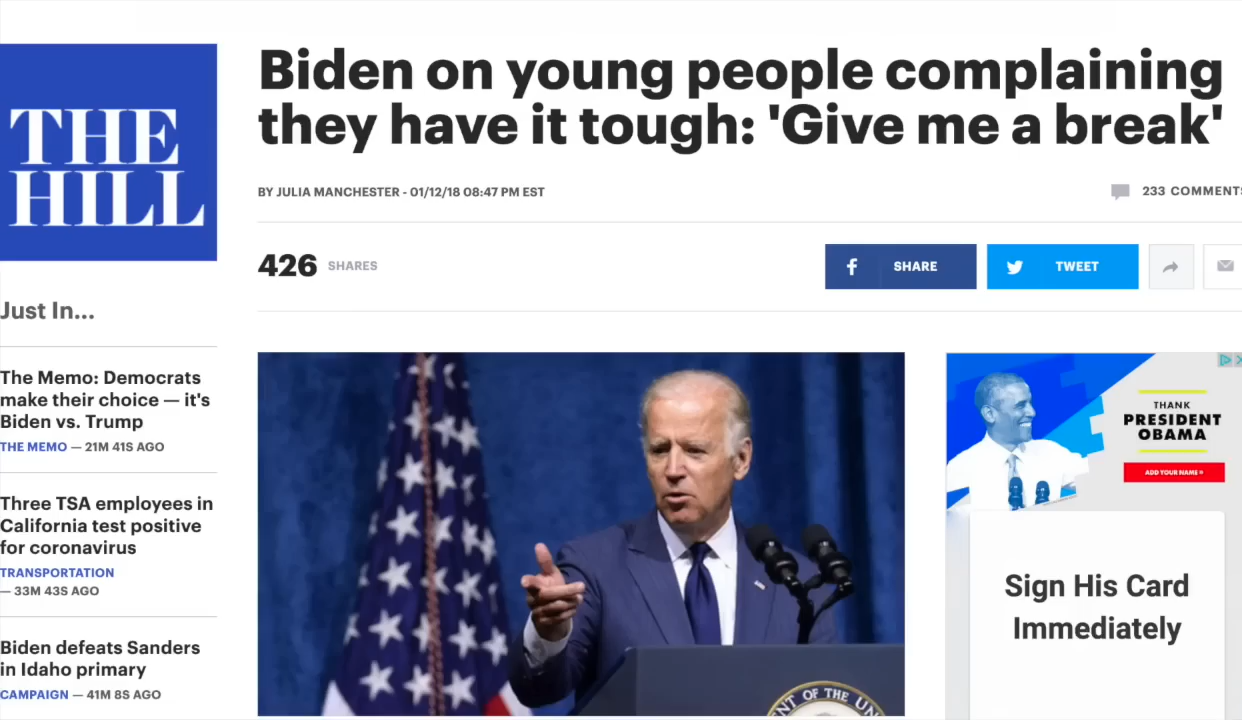 THE
HILL
Biden on young people complaining
they have it tough: 'Give me a break'
BY JULIA MANCHESTER - 01/12/18 08:47 PM EST
233 COMMENTS
426 SHARES
SHARE
TWEET
Just In...
The Memo: Democrats
make their choice — it's
Biden vs. Trump
THE MEMO — 21M 41S AGO
Three TSA employees in
California test positive
for coronavirus
TRANSPORTATION
— 33M 43S AGO
Biden defeats Sanders
in Idaho primary
CAMPAIGN — 41M 8S AGO
NT OF THE UN
THANK
PRESIDENT
OBAMA
ADD YOUR NAME »
Sign His Card
Immediately